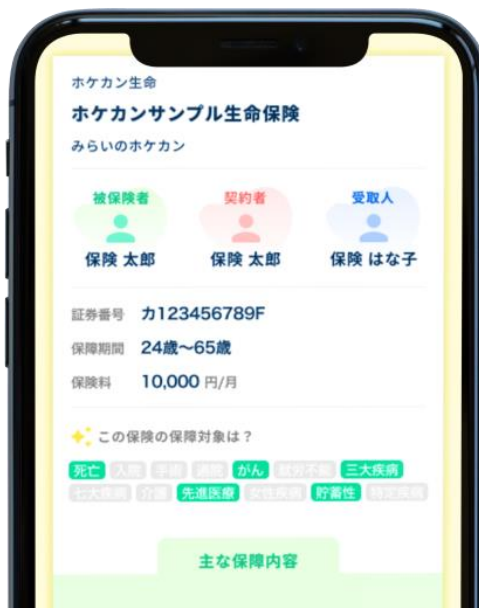 ホケカン生命
ホケカンサンプル生命保険
みらいのホケカン
被保険者 契約者 受取人
保険 太郎 保険 太郎 保険 はな子
証券番号 カ123456789F
保障期間 24歳〜65歳
保険料 10,000 円/月
この保険の保障対象は？
死亡 入院 手術 通院 がん 就労不能 三大疾病
七大疾病 介護 先進医療 女性疾病 貯蓄性 特定疾病
主な保障内容